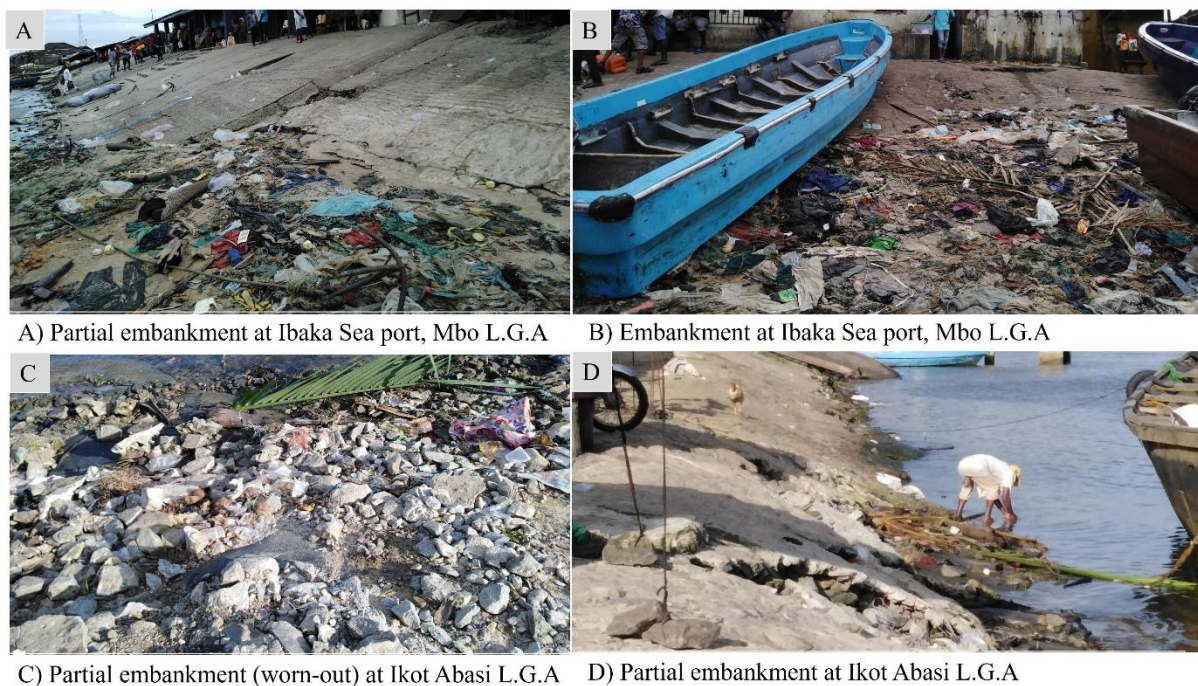 A
B
A) Partial embankment at Ibaka Sea port, Mbo L.G.A
B) Embankment at Ibaka Sea port, Mbo L.G.A
C
D
C) Partial embankment (worn-out) at Ikot Abasi L.G.A
D) Partial embankment at Ikot Abasi L.G.A